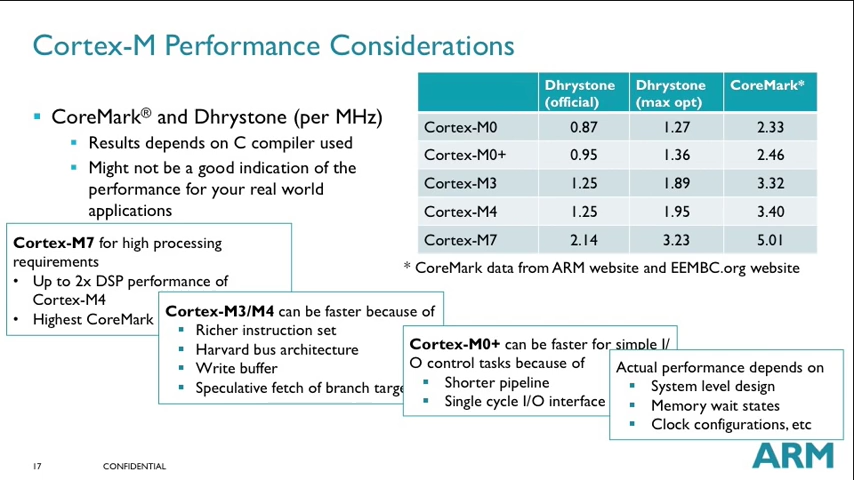 Cortex-M Performance Considerations
▪ CoreMark® and Dhrystone (per MHz)
▪ Results depends on C compiler used
▪ Might not be a good indication of the
performance for your real world
applications
Dhrystone (official) Dhrystone (max opt) CoreMark*
Cortex-M0 0.87 1.27 2.33
Cortex-M0+ 0.95 1.36 2.46
Cortex-M3 1.25 1.89 3.32
Cortex-M4 1.25 1.95 3.40
Cortex-M7 2.14 3.23 5.01
* CoreMark data from ARM website and EEMBC.org website
Cortex-M7 for high processing
requirements
• Up to 2x DSP performance of
Cortex-M4
• Highest CoreMark
Cortex-M3/M4 can be faster because of
▪ Richer instruction set
▪ Harvard bus architecture
▪ Write buffer
▪ Speculative fetch of branch targe
Cortex-M0+ can be faster for simple I/
O control tasks because of
▪ Shorter pipeline
▪ Single cycle I/O interface
Actual performance depends on
▪ System level design
▪ Memory wait states
▪ Clock configurations, etc
17 CONFIDENTIAL
ARM